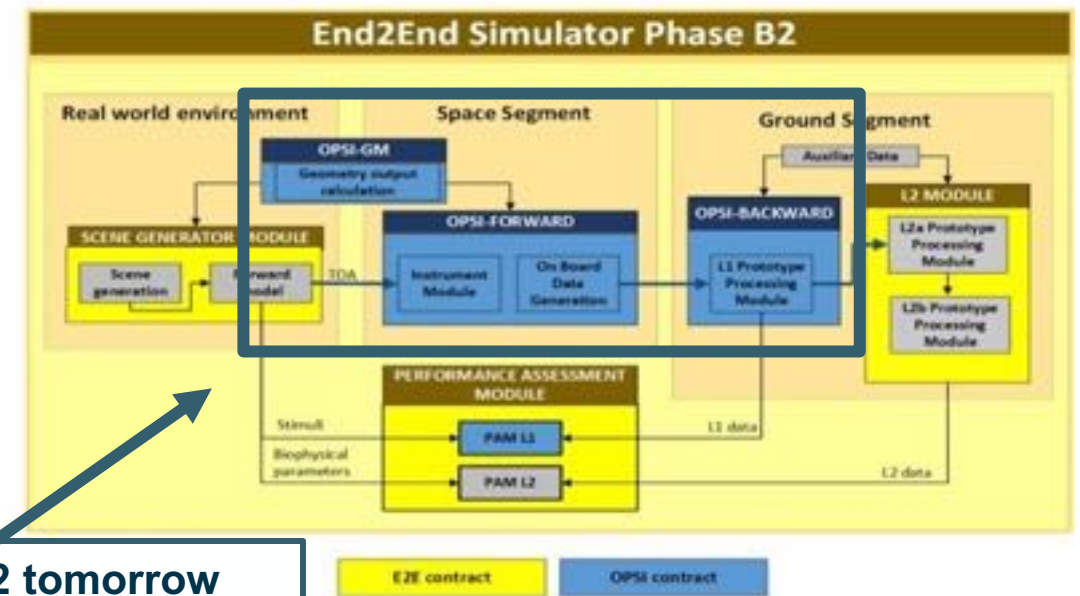 End2End Simulator Phase B2
Real world environment
Space Segment
Ground Segment
OPSI-GM
Geometry output
calculation
Auxiliary Data
SCENE GENERATOR MODULE
Scene
generation
Forward
model
TOA
OPSI-FORWARD
Instrument
Module
On Board
Data
Generation
OPSI-BACKWARD
L1 Prototype
Processing
Module
L2 MODULE
L2a Prototype
Processing
Module
L2b Prototype
Processing
Module
PERFORMANCE ASSESSMENT
MODULE
PAM L1
PAM L2
Stimuli
Biophysical
parameters
L1 data
L2 data
2 tomorrow
E2E contract
OPSI contract